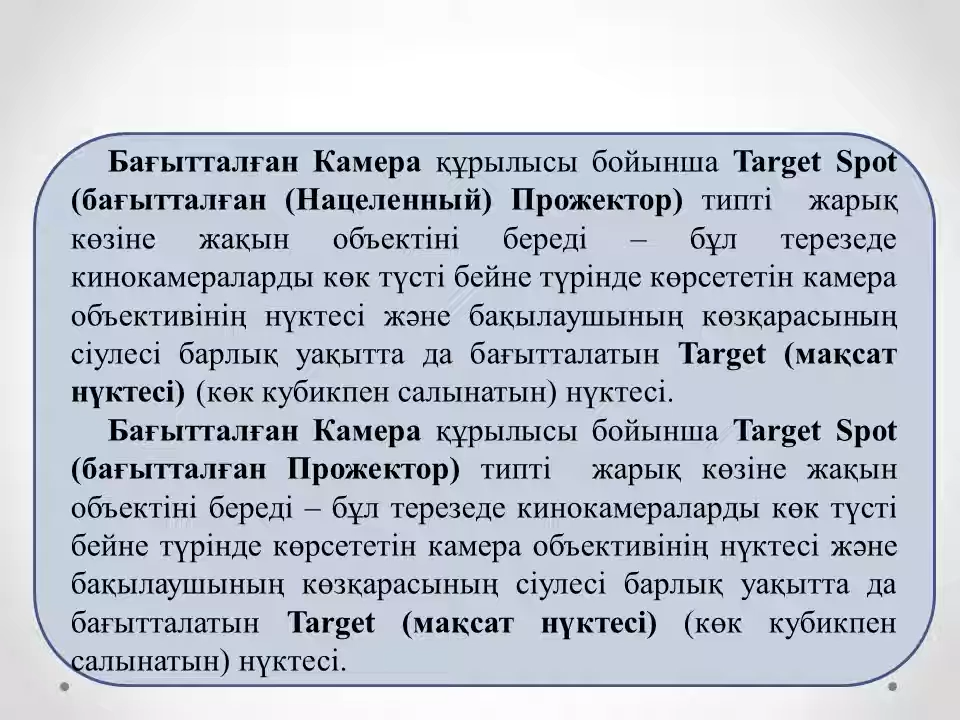 Бағытталған Камера құрылысы бойынша Target Spot
(бағытталған (Нацеленный) Прожектор) типті жарық
көзіне жақын объектіні береді – бұл терезеде
кинокамераларды көк түсті бейне түрінде көрсететін камера
объективінің нүктесі және бақылаушының көзқарасының
сіулесі барлық уақытта да бағытталатын Target (мақсат
нүктесі) (көк кубикпен салынатын) нүктесі.
Бағытталған Камера құрылысы бойынша Target Spot
(бағытталған Прожектор) типті жарық көзіне жақын
объектіні береді – бұл терезеде кинокамераларды көк түсті
бейне түрінде көрсететін камера объективінің нүктесі және
бақылаушының көзқарасының сіулесі барлық уақытта да
бағытталатын Target (мақсат нүктесі) (көк кубикпен
салынатын) нүктесі.